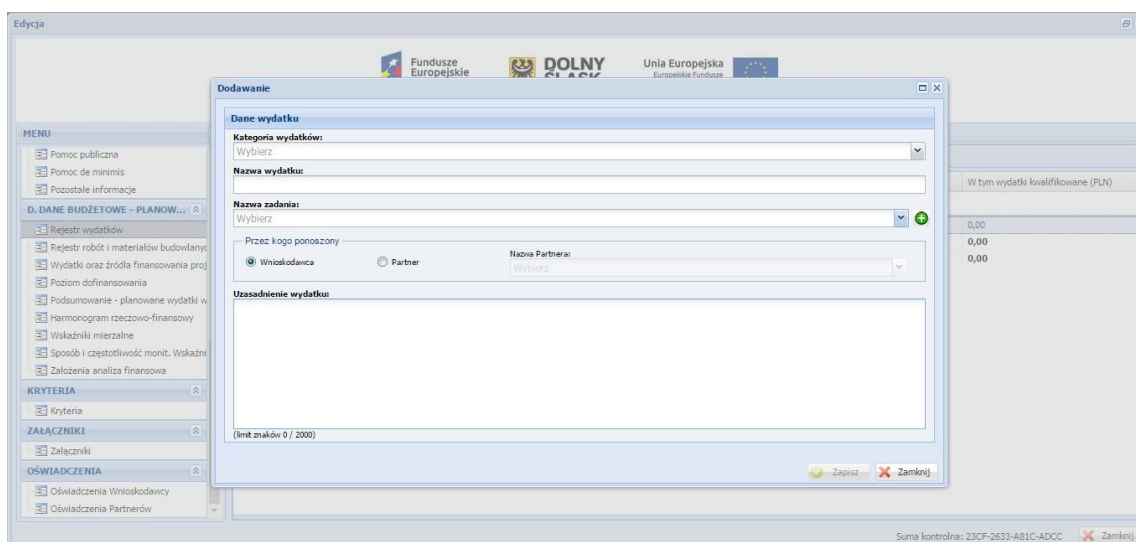 Edycja
Fundusze
Europejskie
DOLNY
ŚLĄSK
Unia Europejska
Europejskie Fundusze
Dodawanie
Dane wydatku
MENU
Pomoc publiczna
Pomoc de minimis
Pozostałe informacje
D. DANE BUDŻETOWE - PLANOW...
Rejestr wydatków
Rejestr robót i materiałów budowlanyc
Wydatki oraz źródła finansowania proj
Poziom dofinansowania
Podsumowanie - planowane wydatki w
Harmonogram rzeczowo-finansowy
Wskaźniki mierzalne
Sposób i częstotliwość monit. Wskaźni
Założenia analiza finansowa
KRYTERIA
Kryteria
ZAŁĄCZNIKI
Załączniki
OŚWIADCZENIA
Oświadczenia Wnioskodawcy
Oświadczenia Partnerów
Kategoria wydatków:
Wybierz
Nazwa wydatku:
Nazwa zadania:
Wybierz
Przez kogo ponoszony
Wnioskodawca
Partner
Nazwa Partnera:
Wybierz
Uzasadnienie wydatku:
(limit znaków 0 / 2000)
Zapisz
Zamknij
W tym wydatki kwalifikowane (PLN)
0,00
0,00
0,00
Suma kontrolna: 23CF-2633-A81C-ADCC
Zamknij